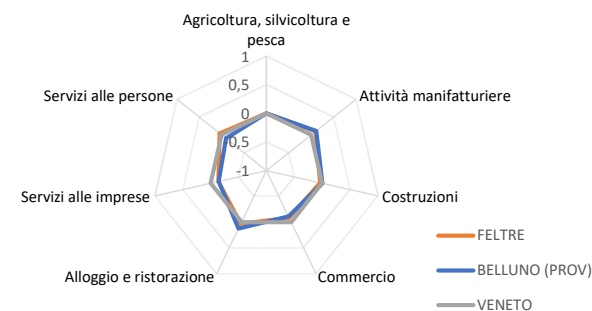 Agricoltura, silvicoltura e
pesca
1
0,5
0
-0,5
-1
Servizi alle persone
Attività manifatturiere
Servizi alle imprese
Costruzioni
Alloggio e ristorazione
Commercio
FELTRE
BELLUNO (PROV)
VENETO